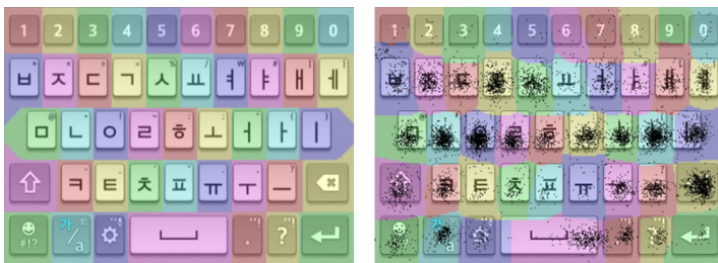 1 2 3 4 5 6 7 8 9 0
ㅂ ㅈ ㄷ ㄱ ㅅ ㅛ ㅕ ㅑ ㅐ ㅔ
ㅁ ㄴ ㅇ ㄹ ㅎ ㅗ ㅓ ㅏ ㅣ
ㅋ ㅌ ㅊ ㅍ ㅠ ㅜ ㅡ
#!? 가/a . ?
1 2 3 4 5 6 7 8 9 0
ㅂ ㅈ ㄷ ㄱ ㅅ ㅛ ㅕ ㅑ ㅐ ㅔ
ㅁ ㄴ ㅇ ㄹ ㅎ ㅗ ㅓ ㅏ ㅣ
ㅋ ㅌ ㅊ ㅍ ㅠ ㅜ ㅡ
#!? 가/a . ?